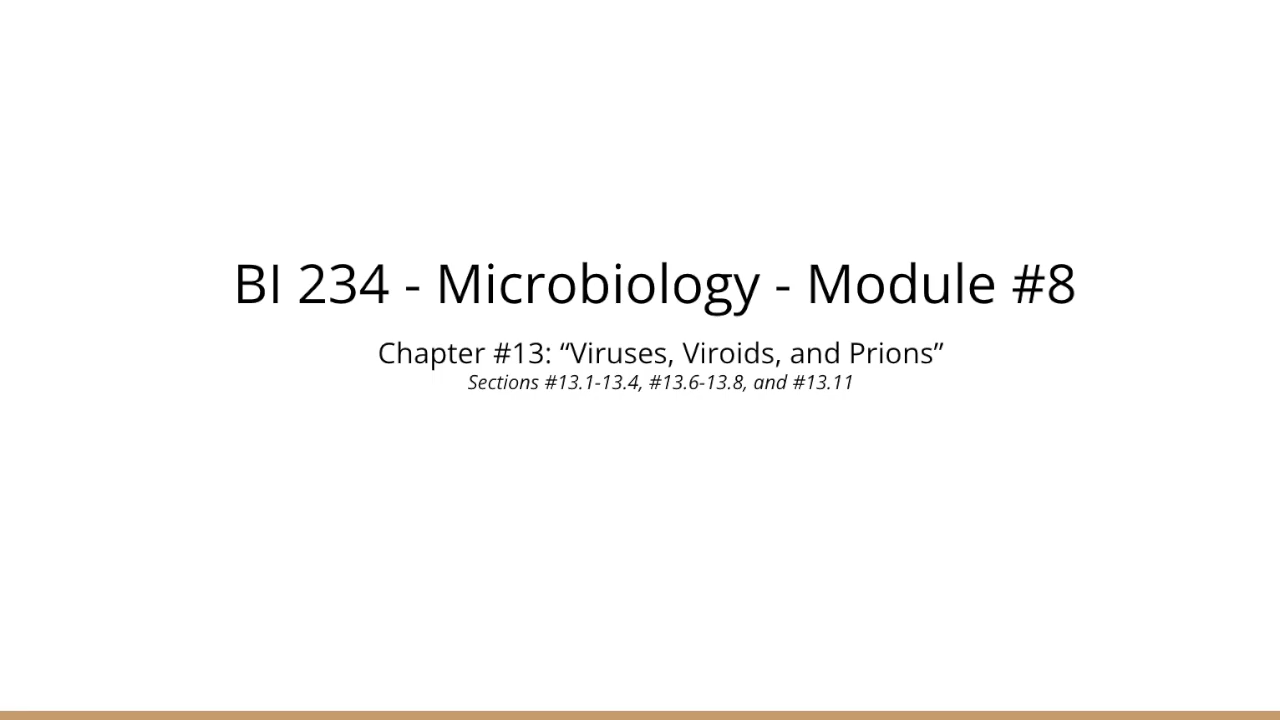 BI 234 - Microbiology - Module #8
Chapter #13: “Viruses, Viroids, and Prions”
Sections #13.1-13.4, #13.6-13.8, and #13.11